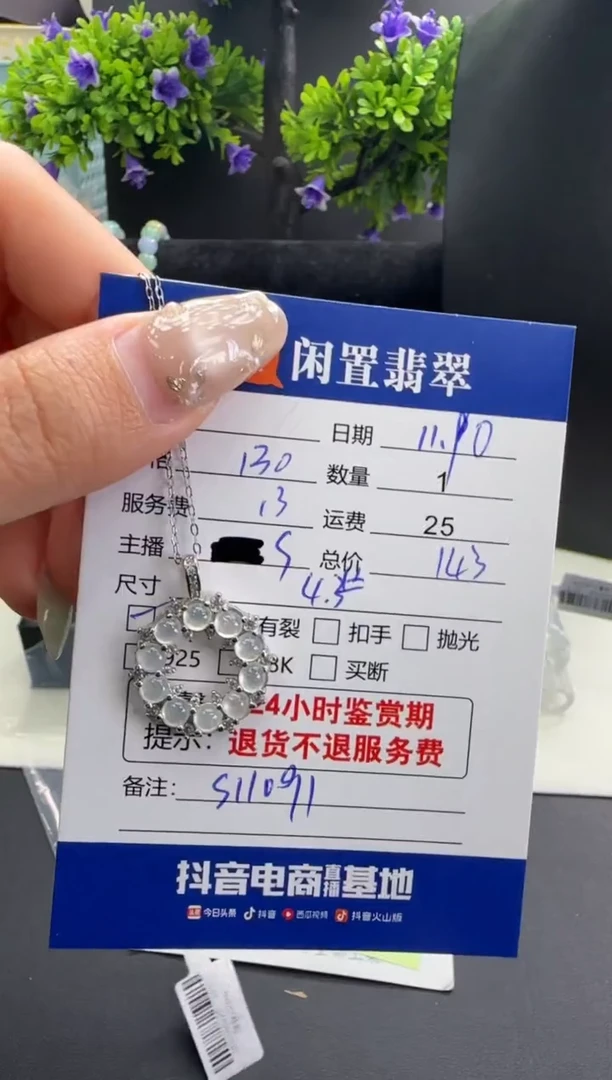 闲置翡翠
日期 11.10
130 数量 1
服务费 13 运费 25
主播 S 总价 143
尺寸 4.3
有裂 扣手 抛光
925 8K 买断
24小时鉴赏期
提示: 退货不退服务费
备注: S11091
抖音电商直播基地
今日头条 抖音 西瓜视频 抖音火山版